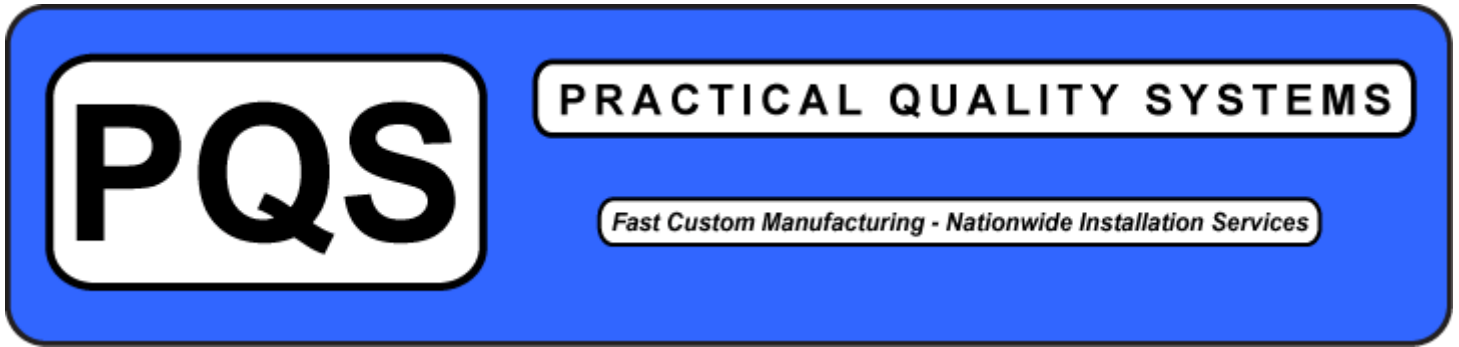 PQS
PRACTICAL QUALITY SYSTEMS
Fast Custom Manufacturing - Nationwide Installation Services